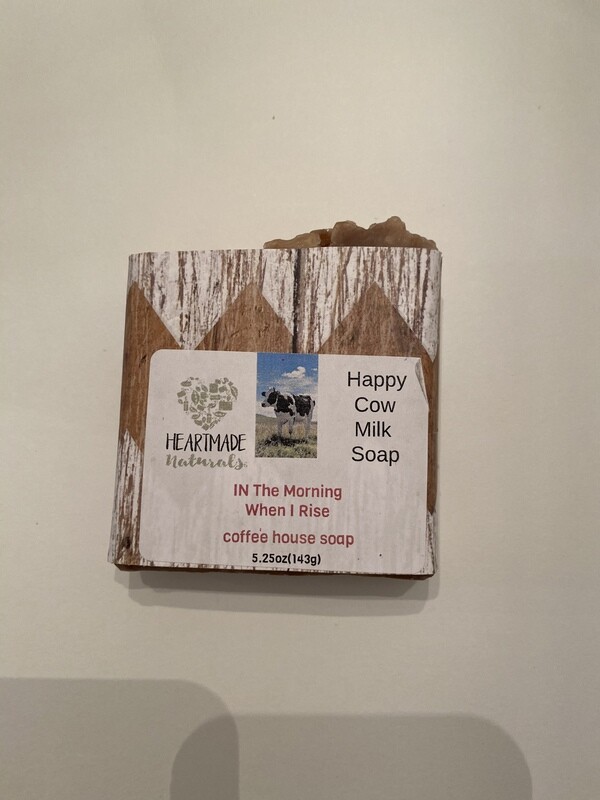 HEARTMADE
Naturals
Happy
Cow
Milk
Soap
IN The Morning
When I Rise
coffee house soap
5.25oz(143g)